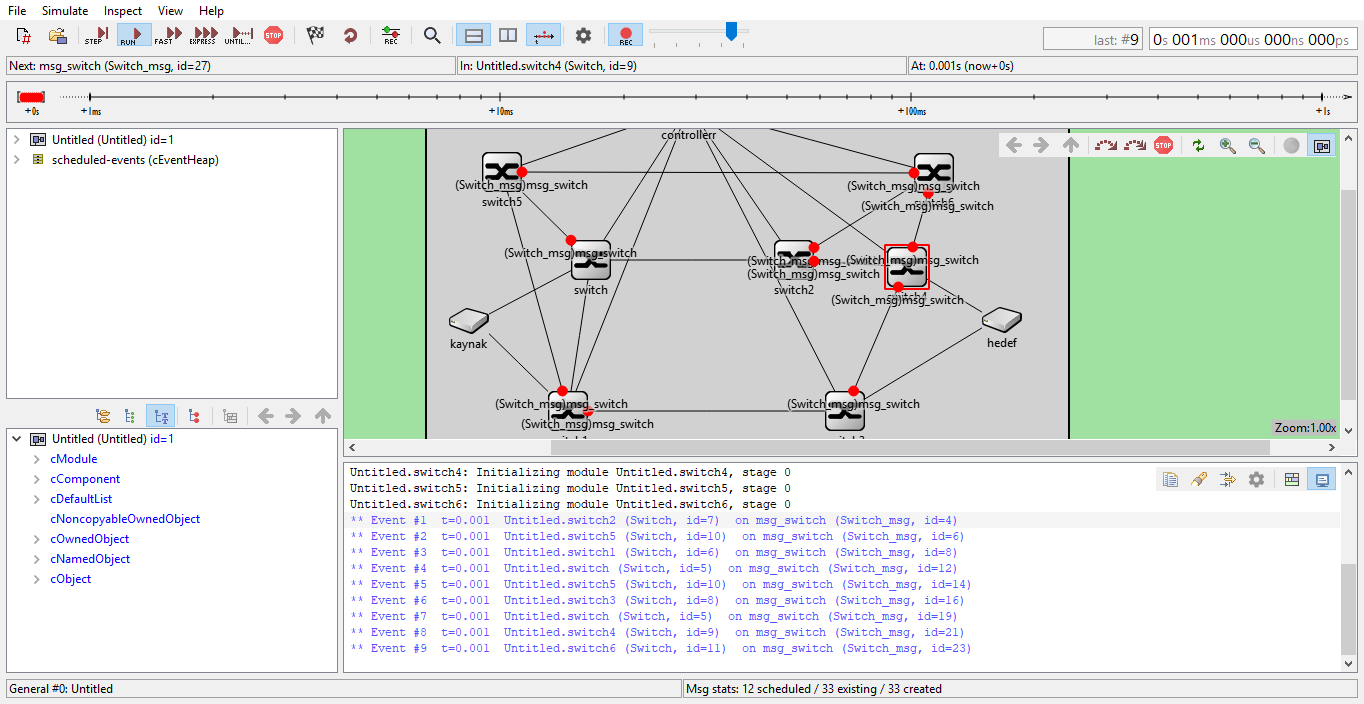 File Simulate Inspect View Help
STEP RUN FAST EXPRESS UNTIL... STOP REC REC
last: #9 0s 001ms 000us 000ns 000ps
Next: msg_switch (Switch_msg, id=27) In: Untitled.switch4 (Switch, id=9) At: 0.001s (now+0s)
+0s +1ms +10ms +100ms +1s
Untitled (Untitled) id=1
scheduled-events (cEventHeap)
controllerr
STOP
(Switch_msg)msg_switch
switch5
(Switch_msg)msg_switch
switch6
(Switch_msg)msg_switch
(Switch_msg)msg_switch
switch
(Switch_msg)msg_switch
(Switch_msg)msg_switch
switch2
(Switch_msg)msg_switch
switch4
(Switch_msg)msg_switch
kaynak
hedef
(Switch_msg)msg_switch
(Switch_msg)msg_switch
(Switch_msg)msg_switch
Zoom:1.00x
Untitled (Untitled) id=1
cModule
cComponent
cDefaultList
cNoncopyableOwnedObject
cOwnedObject
cNamedObject
cObject
Untitled.switch4: Initializing module Untitled.switch4, stage 0
Untitled.switch5: Initializing module Untitled.switch5, stage 0
Untitled.switch6: Initializing module Untitled.switch6, stage 0
** Event #1 t=0.001 Untitled.switch2 (Switch, id=7) on msg_switch (Switch_msg, id=4)
** Event #2 t=0.001 Untitled.switch5 (Switch, id=10) on msg_switch (Switch_msg, id=6)
** Event #3 t=0.001 Untitled.switch1 (Switch, id=6) on msg_switch (Switch_msg, id=8)
** Event #4 t=0.001 Untitled.switch (Switch, id=5) on msg_switch (Switch_msg, id=12)
** Event #5 t=0.001 Untitled.switch5 (Switch, id=10) on msg_switch (Switch_msg, id=14)
** Event #6 t=0.001 Untitled.switch3 (Switch, id=8) on msg_switch (Switch_msg, id=16)
** Event #7 t=0.001 Untitled.switch (Switch, id=5) on msg_switch (Switch_msg, id=19)
** Event #8 t=0.001 Untitled.switch4 (Switch, id=9) on msg_switch (Switch_msg, id=21)
** Event #9 t=0.001 Untitled.switch6 (Switch, id=11) on msg_switch (Switch_msg, id=23)
General #0: Untitled Msg stats: 12 scheduled / 33 existing / 33 created